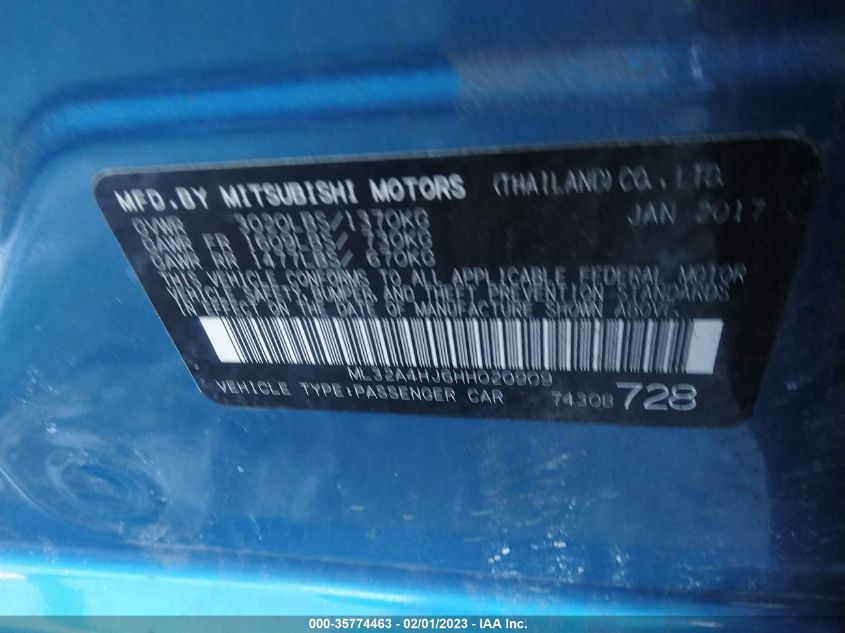 MFD. BY MITSUBISHI MOTORS (THAILAND) CO., LTD.
JAN 2017
GVWR 3020LBS/1370KG
GAWR FR 1609LBS/ 730KG
GAWR RR 1477LBS/ 670KG
THIS VEHICLE CONFORMS TO ALL APPLICABLE FEDERAL MOTOR
VEHICLE SAFETY, BUMPER, AND THEFT PREVENTION STANDARDS
IN EFFECT ON THE DATE OF MANUFACTURE SHOWN ABOVE.
ML32A4HJ6HH020909
VEHICLE TYPE:PASSENGER CAR 7430B 728
000-35774463 - 02/01/2023 - IAA Inc.